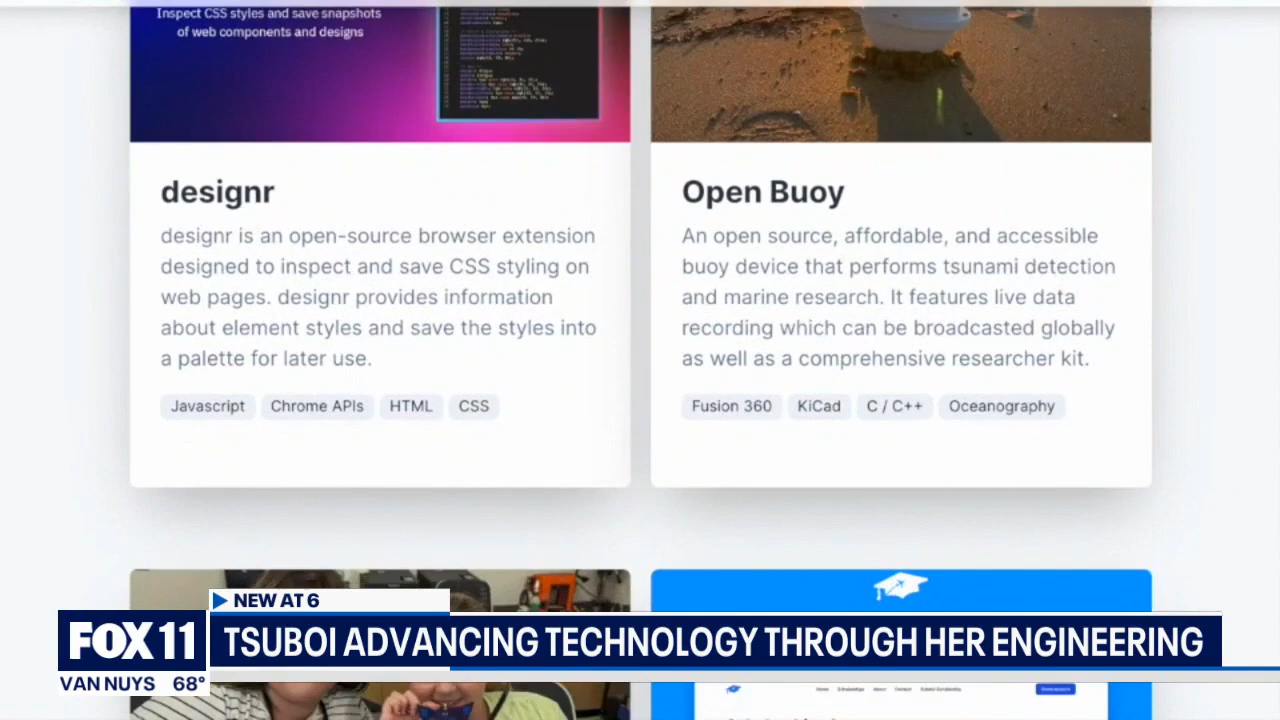 Inspect CSS styles and save snapshots
of web components and designs
designr
designr is an open-source browser extension
designed to inspect and save CSS styling on
web pages. designr provides information
about element styles and save the styles into
a palette for later use.
Javascript Chrome APIs HTML CSS
Open Buoy
An open source, affordable, and accessible
buoy device that performs tsunami detection
and marine research. It features live data
recording which can be broadcasted globally
as well as a comprehensive researcher kit.
Fusion 360 KiCad C / C++ Oceanography
NEW AT 6
FOX 11
TSUBOI ADVANCING TECHNOLOGY THROUGH HER ENGINEERING
VAN NUYS 68°
Home Scholarships About Contact